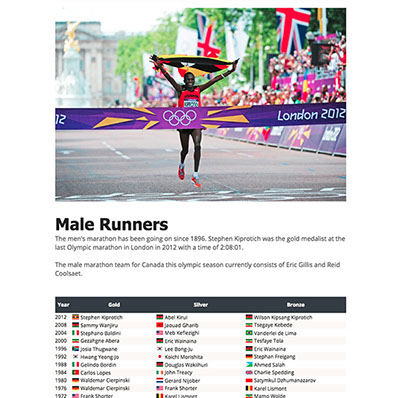 2012
London 2012
2012
Male Runners
The men's marathon has been going on since 1896. Stephen Kiprotich was the gold medalist at the
last Olympic marathon in London in 2012 with a time of 2:08:01.
The male marathon team for Canada this olympic season currently consists of Eric Gillis and Reid
Coolsaet.
Year Gold Silver Bronze
2012 Stephen Kiprotich Abel Kirui Wilson Kipsang Kiprotich
2008 Sammy Wanjiru Jaouad Gharib Tsegaye Kebede
2004 Stephano Baldini Meb Keflezighi Vanderlei de Lima
2000 Gezahgne Abera Eric Wainaina Tesfaye Tola
1996 Josia Thugwane Lee Bong-Ju Eric Wainaina
1992 Hwang Yeong-Jo Koichi Morishita Stephan Freigang
1988 Gelindo Bordin Douglas Wakiihuri Ahmed Salah
1984 Carlos Lopes John Treacy Charlie Spedding
1980 Waldemar Cierpinski Gerard Nijober Satymkul Dzhumanazarov
1976 Waldemar Cierpinski Frank Shorter Karel Lismont
1972 Frank Shorter Karel Lismont Mamo Wolde